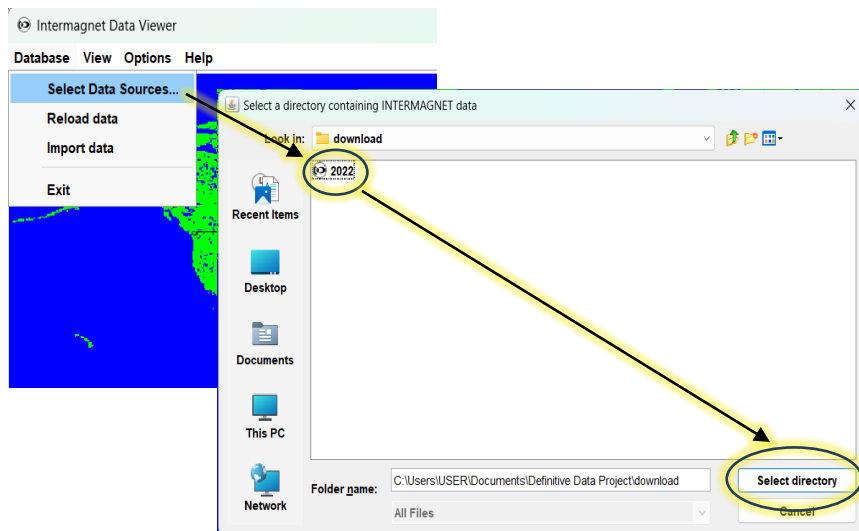 Intermagnet Data Viewer
Database View Options Help
Select Data Sources...
Reload data
Import data
Exit
Select a directory containing INTERMAGNET data
Look in: download
2022
Recent Items
Desktop
Documents
This PC
Network
Folder name: C:\Users\USER\Documents\Definitive Data Project\download
Select directory
All Files
Cancel